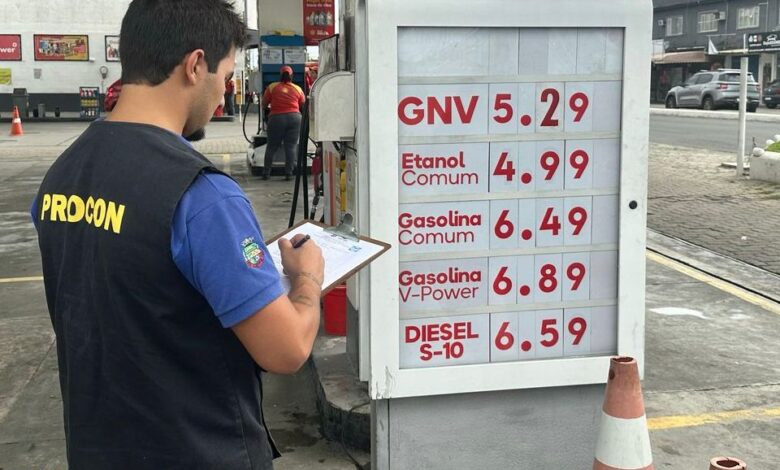 PROCON
GNV 5.29
Etanol 4.99
Comum
Gasolina 6.49
Comum
Gasolina 6.89
V-Power
DIESEL 6.59
S-10